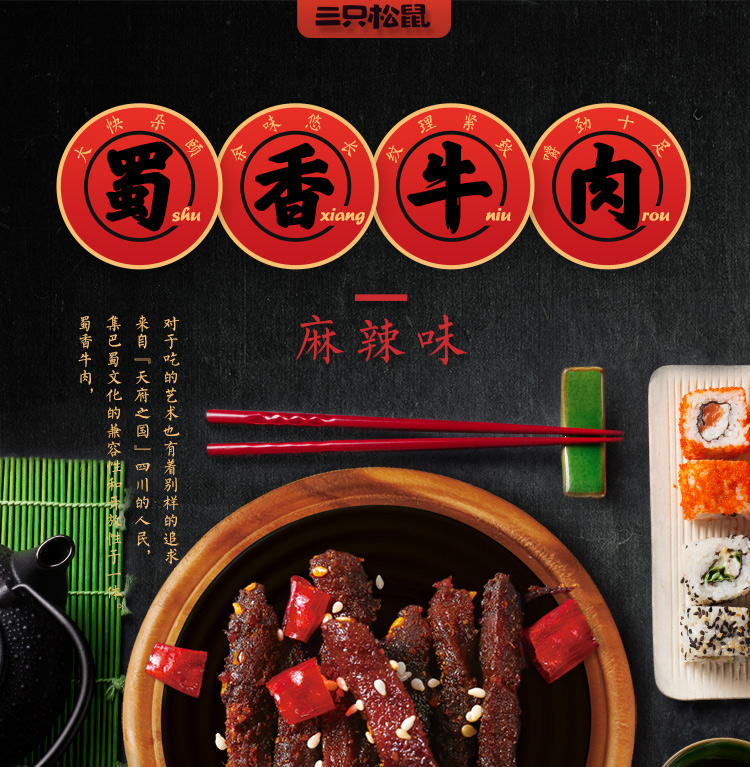 三只松鼠
大快朵颐
余味悠长
纹理紧致
嚼劲十足
蜀香牛肉
shu xiang niu rou
麻辣味
对于吃的艺术也有着别样的追求
来自『天府之国』四川的人民，
集巴蜀文化的兼容性和开放性于一体。
蜀香牛肉，